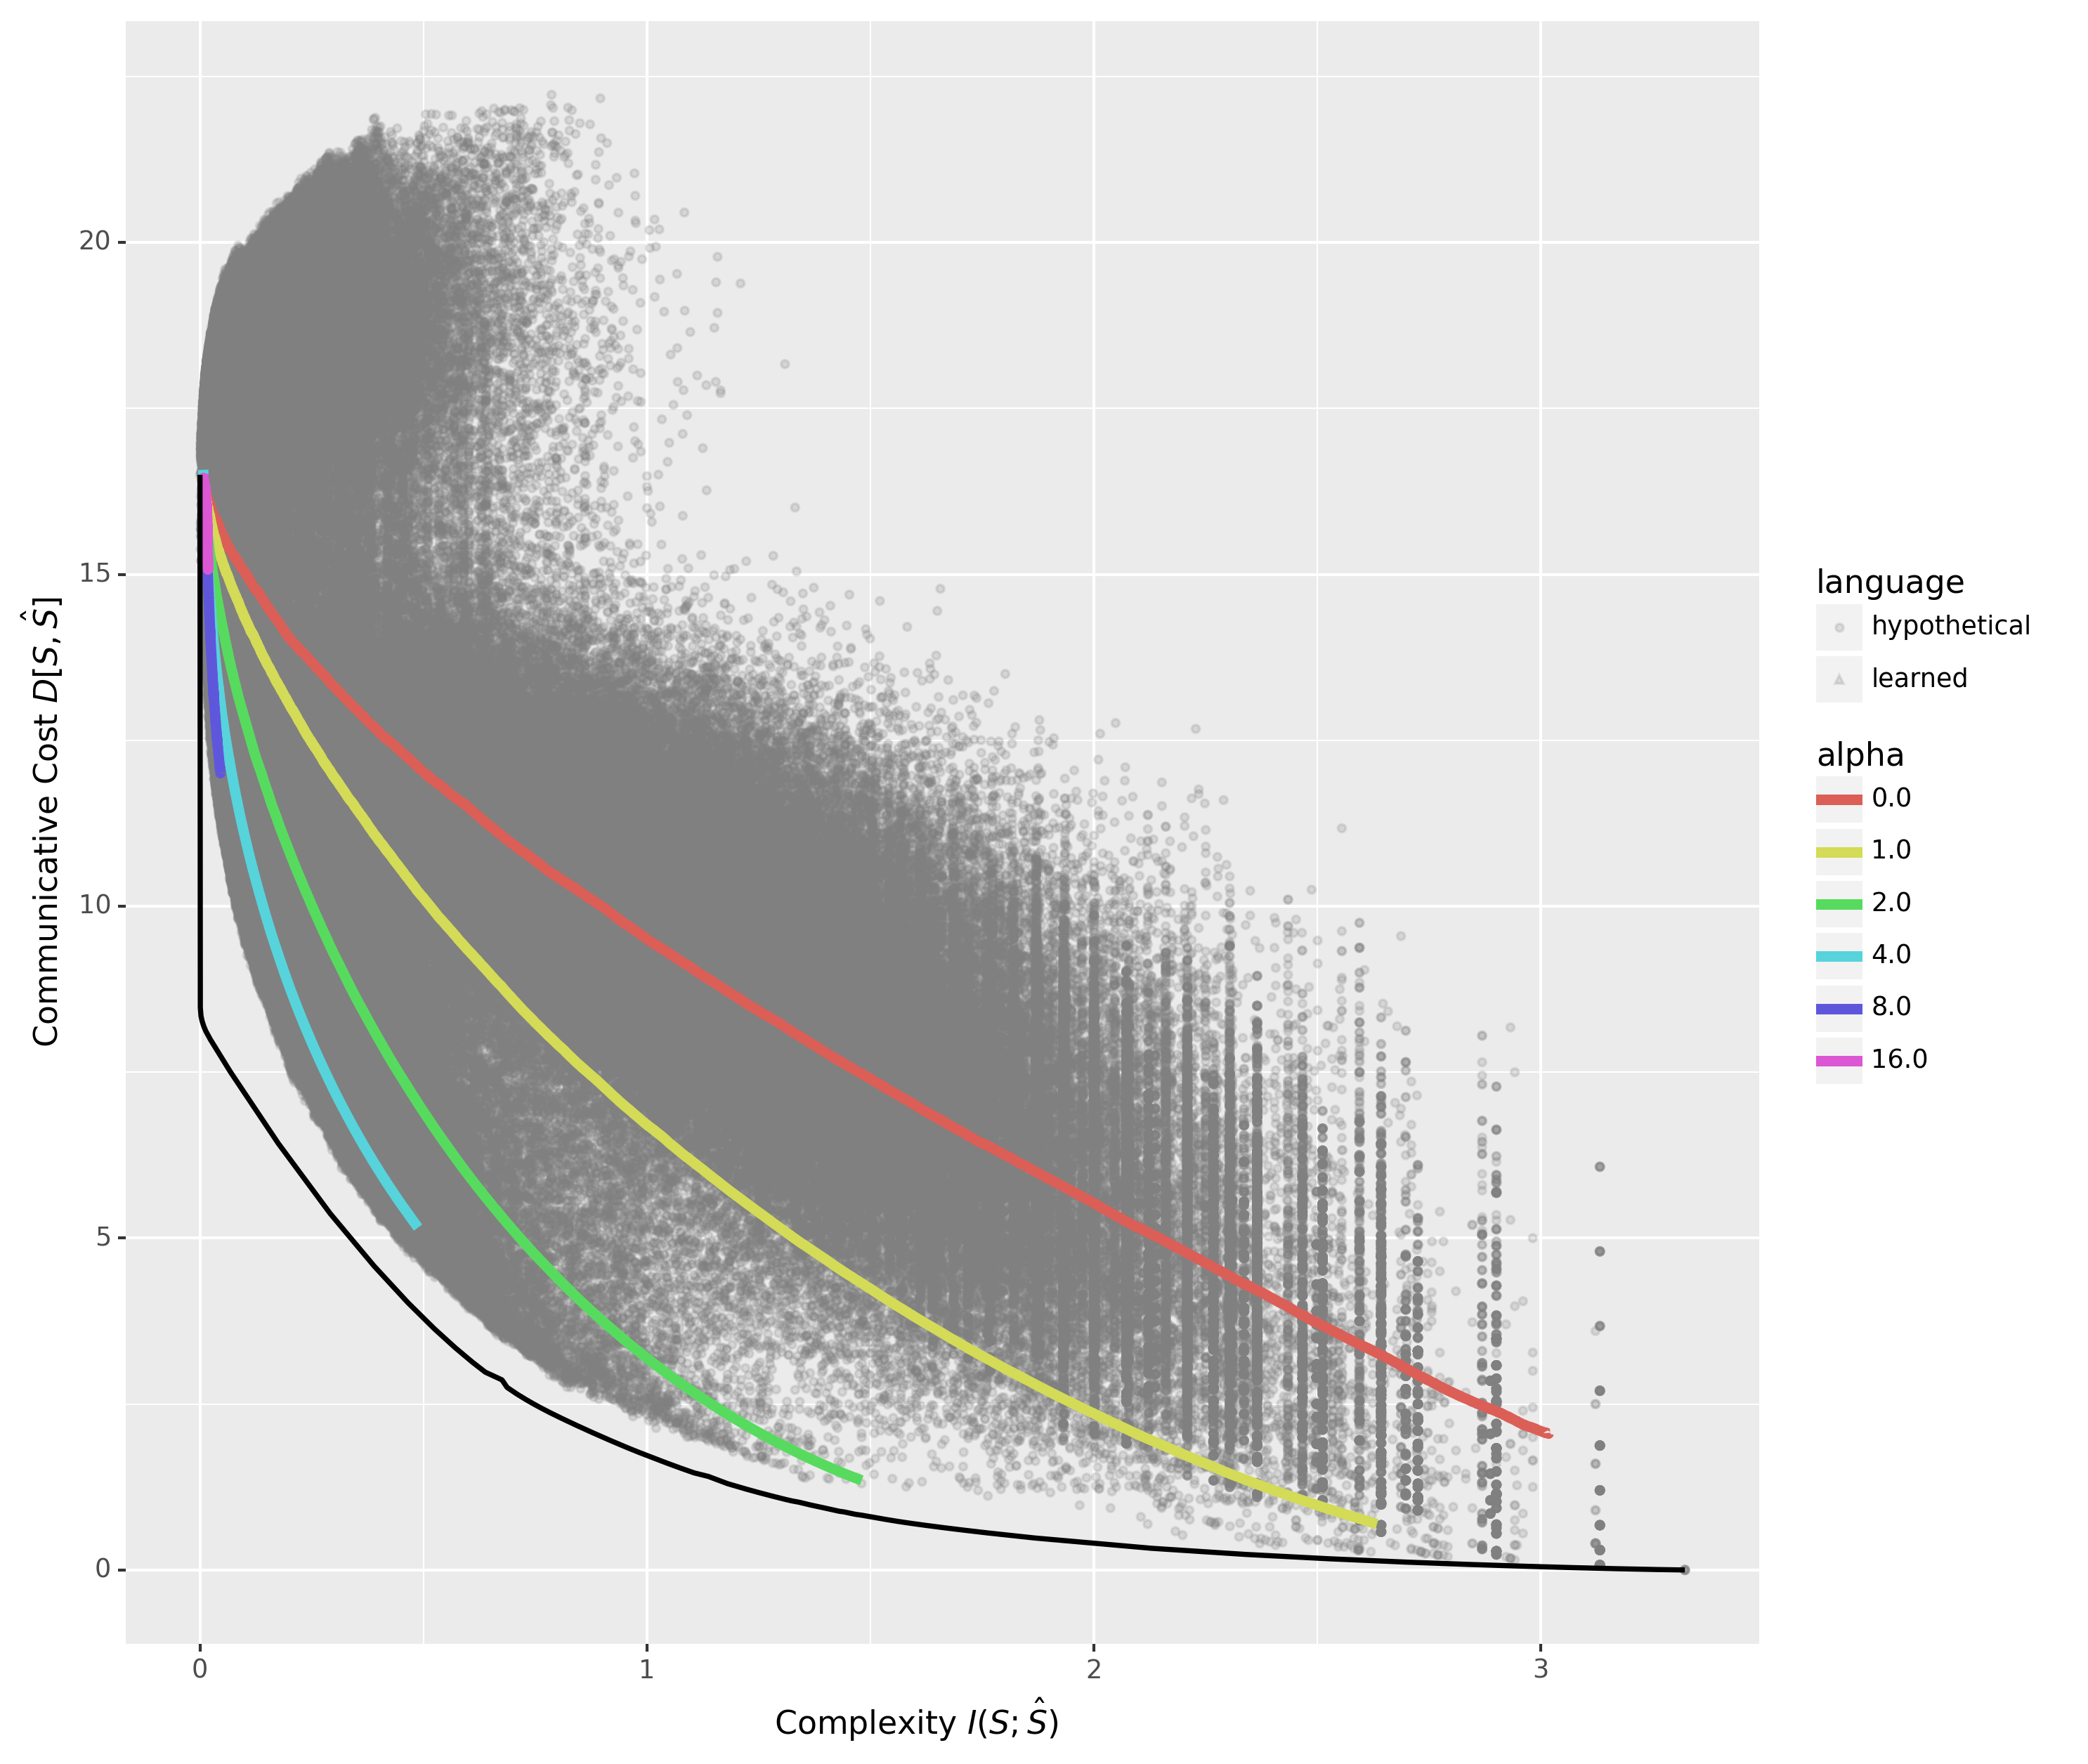 20
15
10
5
0
0
1
2
3
Communicative Cost D[S, Ŝ]
Complexity I(S; Ŝ)
language
hypothetical
learned
alpha
0.0
1.0
2.0
4.0
8.0
16.0